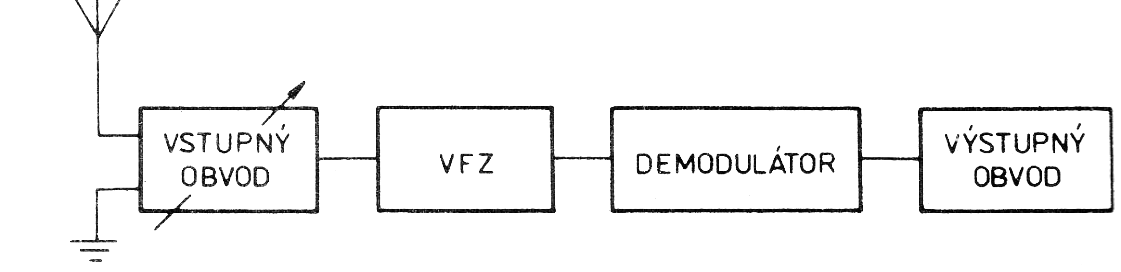 VSTUPNÝ
OBVOD
VFZ
DEMODULÁTOR
VÝSTUPNÝ
OBVOD